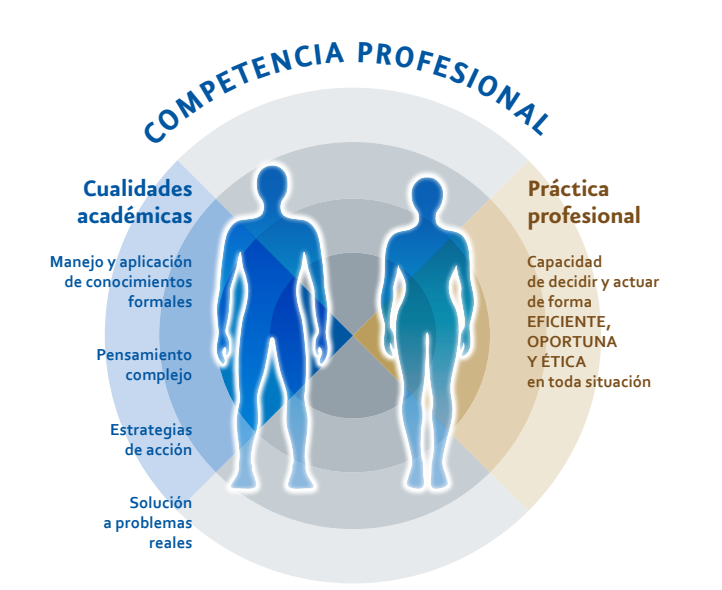 COMPETENCIA PROFESIONAL
Cualidades
académicas
Manejo y aplicación
de conocimientos
formales
Pensamiento
complejo
Estrategias
de acción
Solución
a problemas
reales
Práctica
profesional
Capacidad
de decidir y actuar
de forma
EFICIENTE,
OPORTUNA
Y ÉTICA
en toda situación